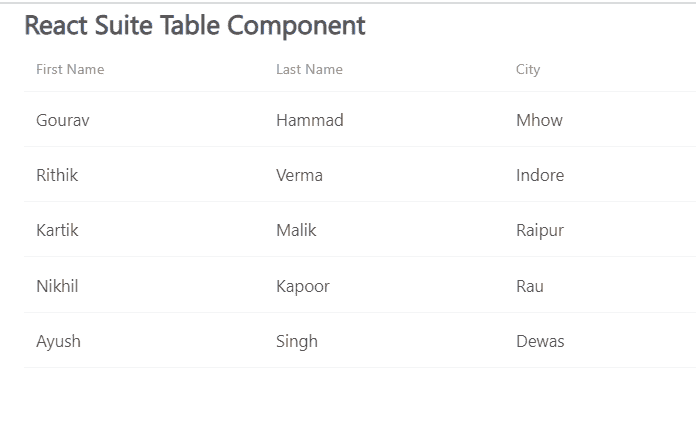 React Suite Table Component
First Name Last Name City
Gourav Hammad Mhow
Rithik Verma Indore
Kartik Malik Raipur
Nikhil Kapoor Rau
Ayush Singh Dewas